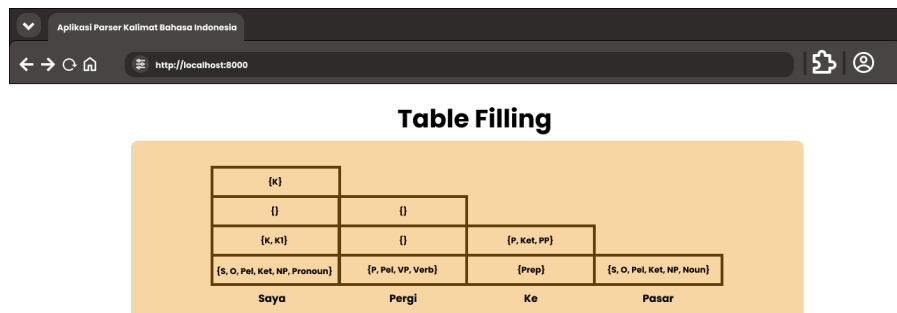 Aplikasi Parser Kalimat Bahasa Indonesia
http://localhost:8000
Table Filling
{K}
{} {}
{K, K1} {} {P, Ket, PP}
{S, O, Pel, Ket, NP, Pronoun} {P, Pel, VP, Verb} {Prep} {S, O, Pel, Ket, NP, Noun}
Saya Pergi Ke Pasar